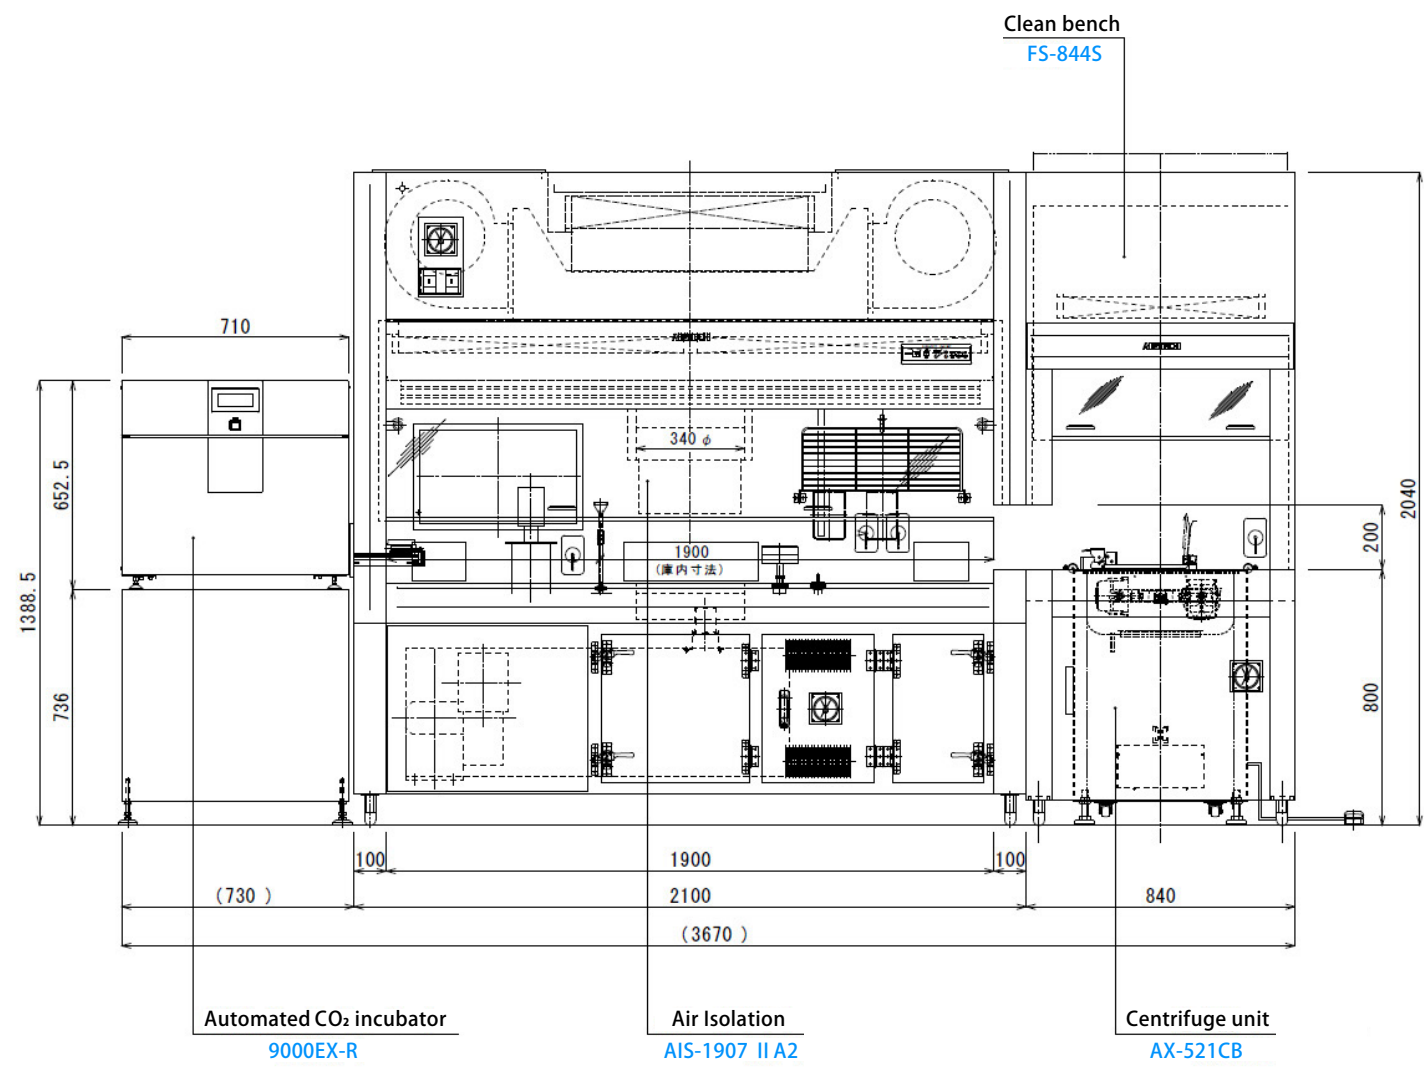 Clean bench
FS-844S
710
340 φ
652.5
1388.5
736
1900
(庫内寸法)
2040
200
800
100
1900
100
(730 )
2100
840
(3670 )
Automated CO₂ incubator
9000EX-R
Air Isolation
AIS-1907 II A2
Centrifuge unit
AX-521CB